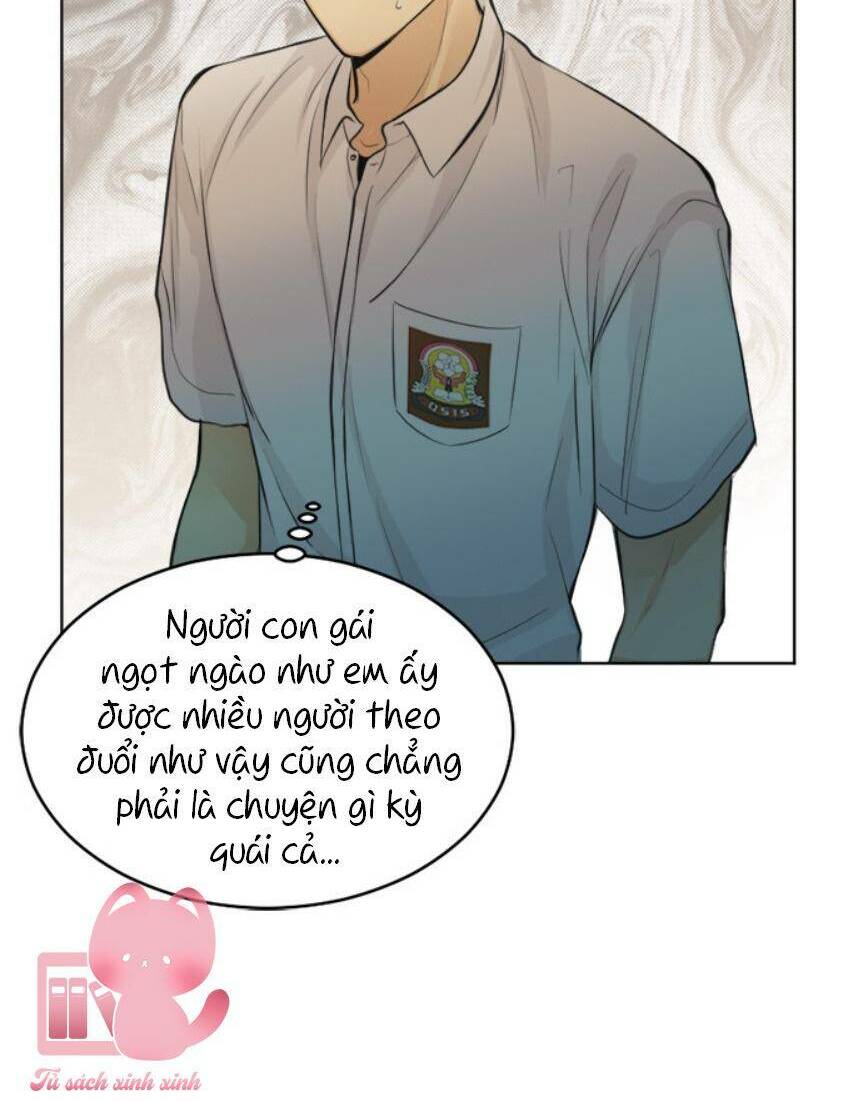 OSIS
Người con gái
ngọt ngào như em ấy
được nhiều người theo
đuổi như vậy cũng chẳng
phải là chuyện gì kỳ
quái cả...
Tủ sách xinh xinh